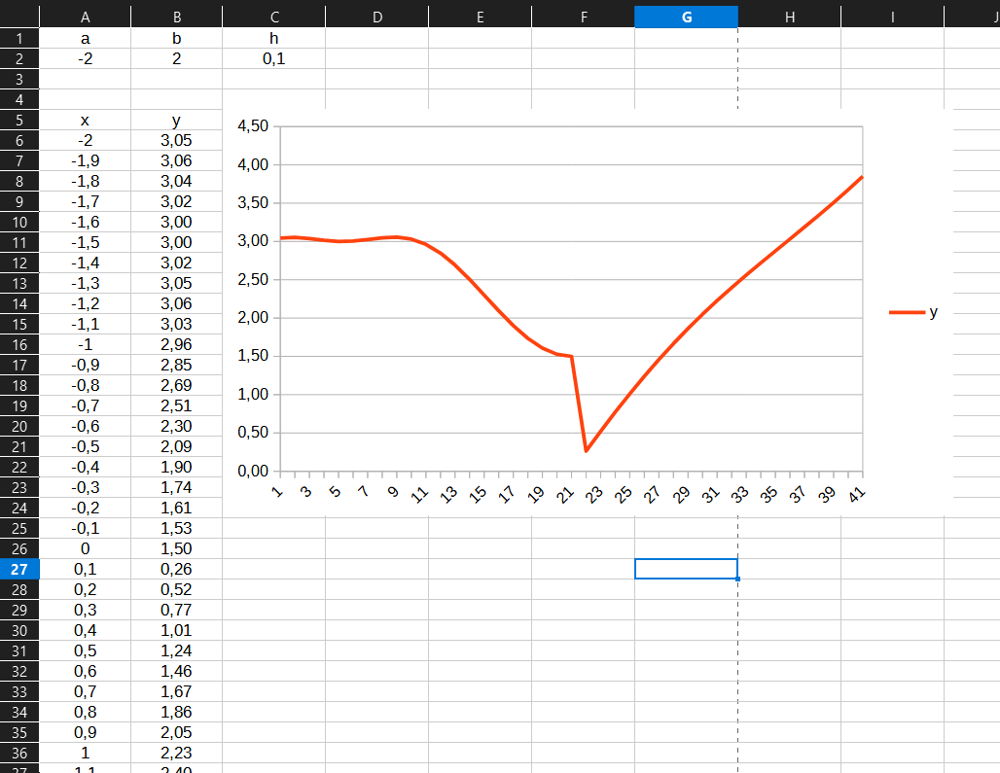 A B C D E F G H I J
1 a b h
2 -2 2 0,1
3
4
5 x y
6 -2 3,05
7 -1,9 3,06
8 -1,8 3,04
9 -1,7 3,02
10 -1,6 3,00
11 -1,5 3,00
12 -1,4 3,02
13 -1,3 3,05
14 -1,2 3,06
15 -1,1 3,03
16 -1 2,96
17 -0,9 2,85
18 -0,8 2,69
19 -0,7 2,51
20 -0,6 2,30
21 -0,5 2,09
22 -0,4 1,90
23 -0,3 1,74
24 -0,2 1,61
25 -0,1 1,53
26 0 1,50
27 0,1 0,26
28 0,2 0,52
29 0,3 0,77
30 0,4 1,01
31 0,5 1,24
32 0,6 1,46
33 0,7 1,67
34 0,8 1,86
35 0,9 2,05
36 1 2,23
37 1,1 2,40
4,50
4,00
3,50
3,00
2,50
2,00
1,50
1,00
0,50
0,00
1 3 5 7 9 11 13 15 17 19 21 23 25 27 29 31 33 35 37 39 41
y